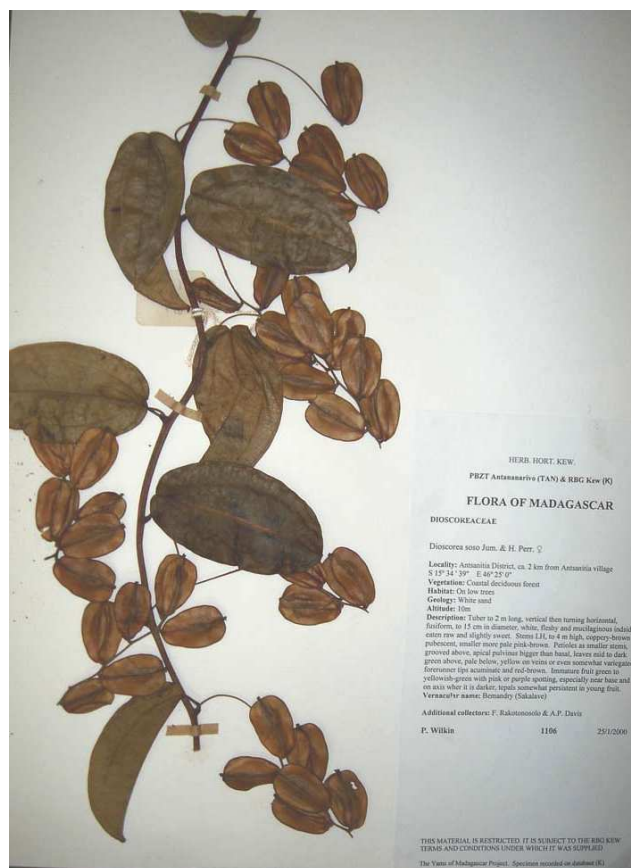 HERB. HORT. KEW.
PBZT Antananarivo (TAN) & RBG Kew (K)
FLORA OF MADAGASCAR
DIOSCOREACEAE
Dioscorea soso Jum. & H. Perr. ♀
Locality: Antsanitia District, ca. 2 km from Antsanitia village
S 15° 34 ' 39" E 46° 25' 0"
Vegetation: Coastal deciduous forest
Habitat: On low trees
Geology: White sand
Altitude: 10m
Description: Tuber to 2 m long, vertical then turning horizontal,
fusiform, to 15 cm in diameter, white, fleshy and mucilaginous inside,
eaten raw and slightly sweet. Stems LH, to 4 m high, coppery-brown
pubescent, smaller more pale pink-brown. Petioles as smaller stems,
grooved above, apical pulvinus bigger than basal, leaves mid to dark
green above, pale below, yellow on veins or even somewhat variegate
forerunner tips acuminate and red-brown. Immature fruit green to
yellowish-green with pink or purple spotting, especially near base and
on axis wher it is darker, tepals somewhat persistent in young fruit.
Vernacular name: Bemandry (Sakalave)
Additional collectors: F. Rakotonosolo & A.P. Davis
P. Wilkin 1106 25/1/2000
THIS MATERIAL IS RESTRICTED. IT IS SUBJECT TO THE RBG KEW
TERMS AND CONDITIONS UNDER WHICH IT WAS SUPPLIED
The Yams of Madagascar Project. Specimen recorded on database (K).